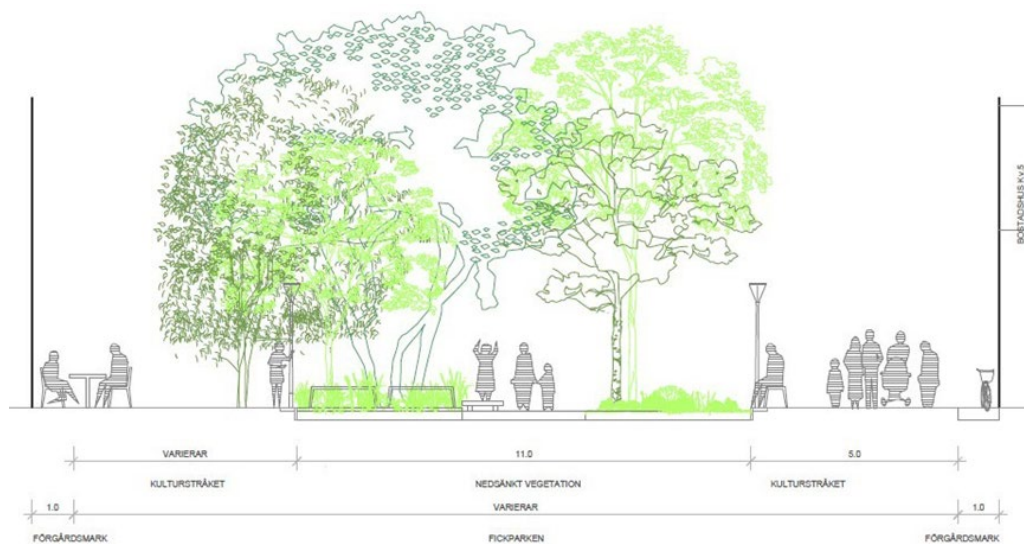 BOSTADSHUS KV.5
VARIERAR 11.0 5.0
KULTURSTRÅKET NEDSÄNKT VEGETATION KULTURSTRÅKET
1.0 VARIERAR 1.0
FÖRGÅRDSMARK FICKPARKEN FÖRGÅRDSMARK